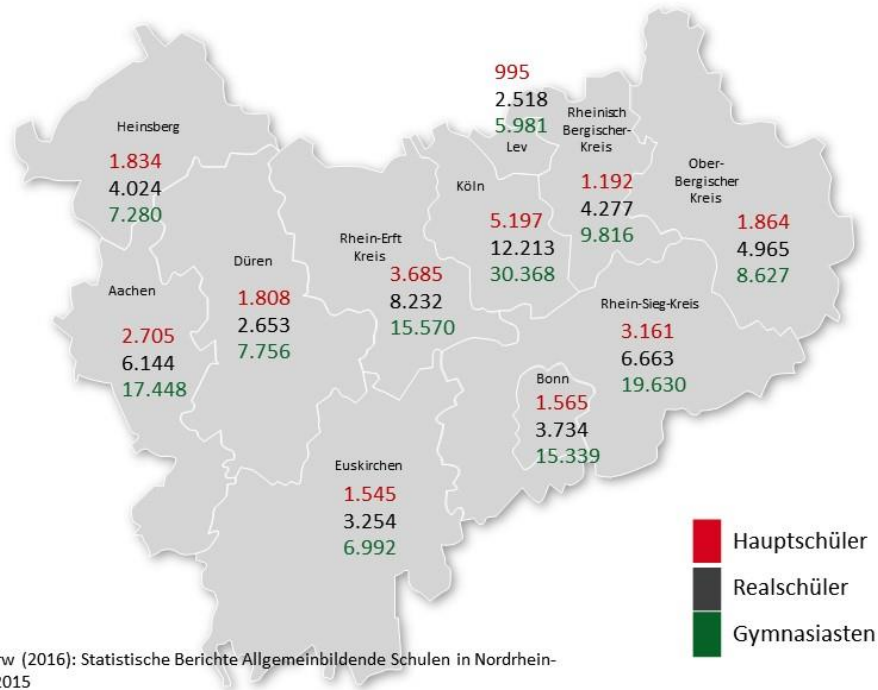 Heinsberg
1.834
4.024
7.280
Aachen
2.705
6.144
17.448
Düren
1.808
2.653
7.756
Rhein-Erft
Kreis
3.685
8.232
15.570
Köln
5.197
12.213
30.368
995
2.518
5.981
Lev
Rheinisch
Bergischer-
Kreis
1.192
4.277
9.816
Ober-
Bergischer
Kreis
1.864
4.965
8.627
Rhein-Sieg-Kreis
3.161
6.663
19.630
Bonn
1.565
3.734
15.339
Euskirchen
1.545
3.254
6.992
Hauptschüler
Realschüler
Gymnasiasten
(2016): Statistische Berichte Allgemeinbildende Schulen in Nordrhein-
2015